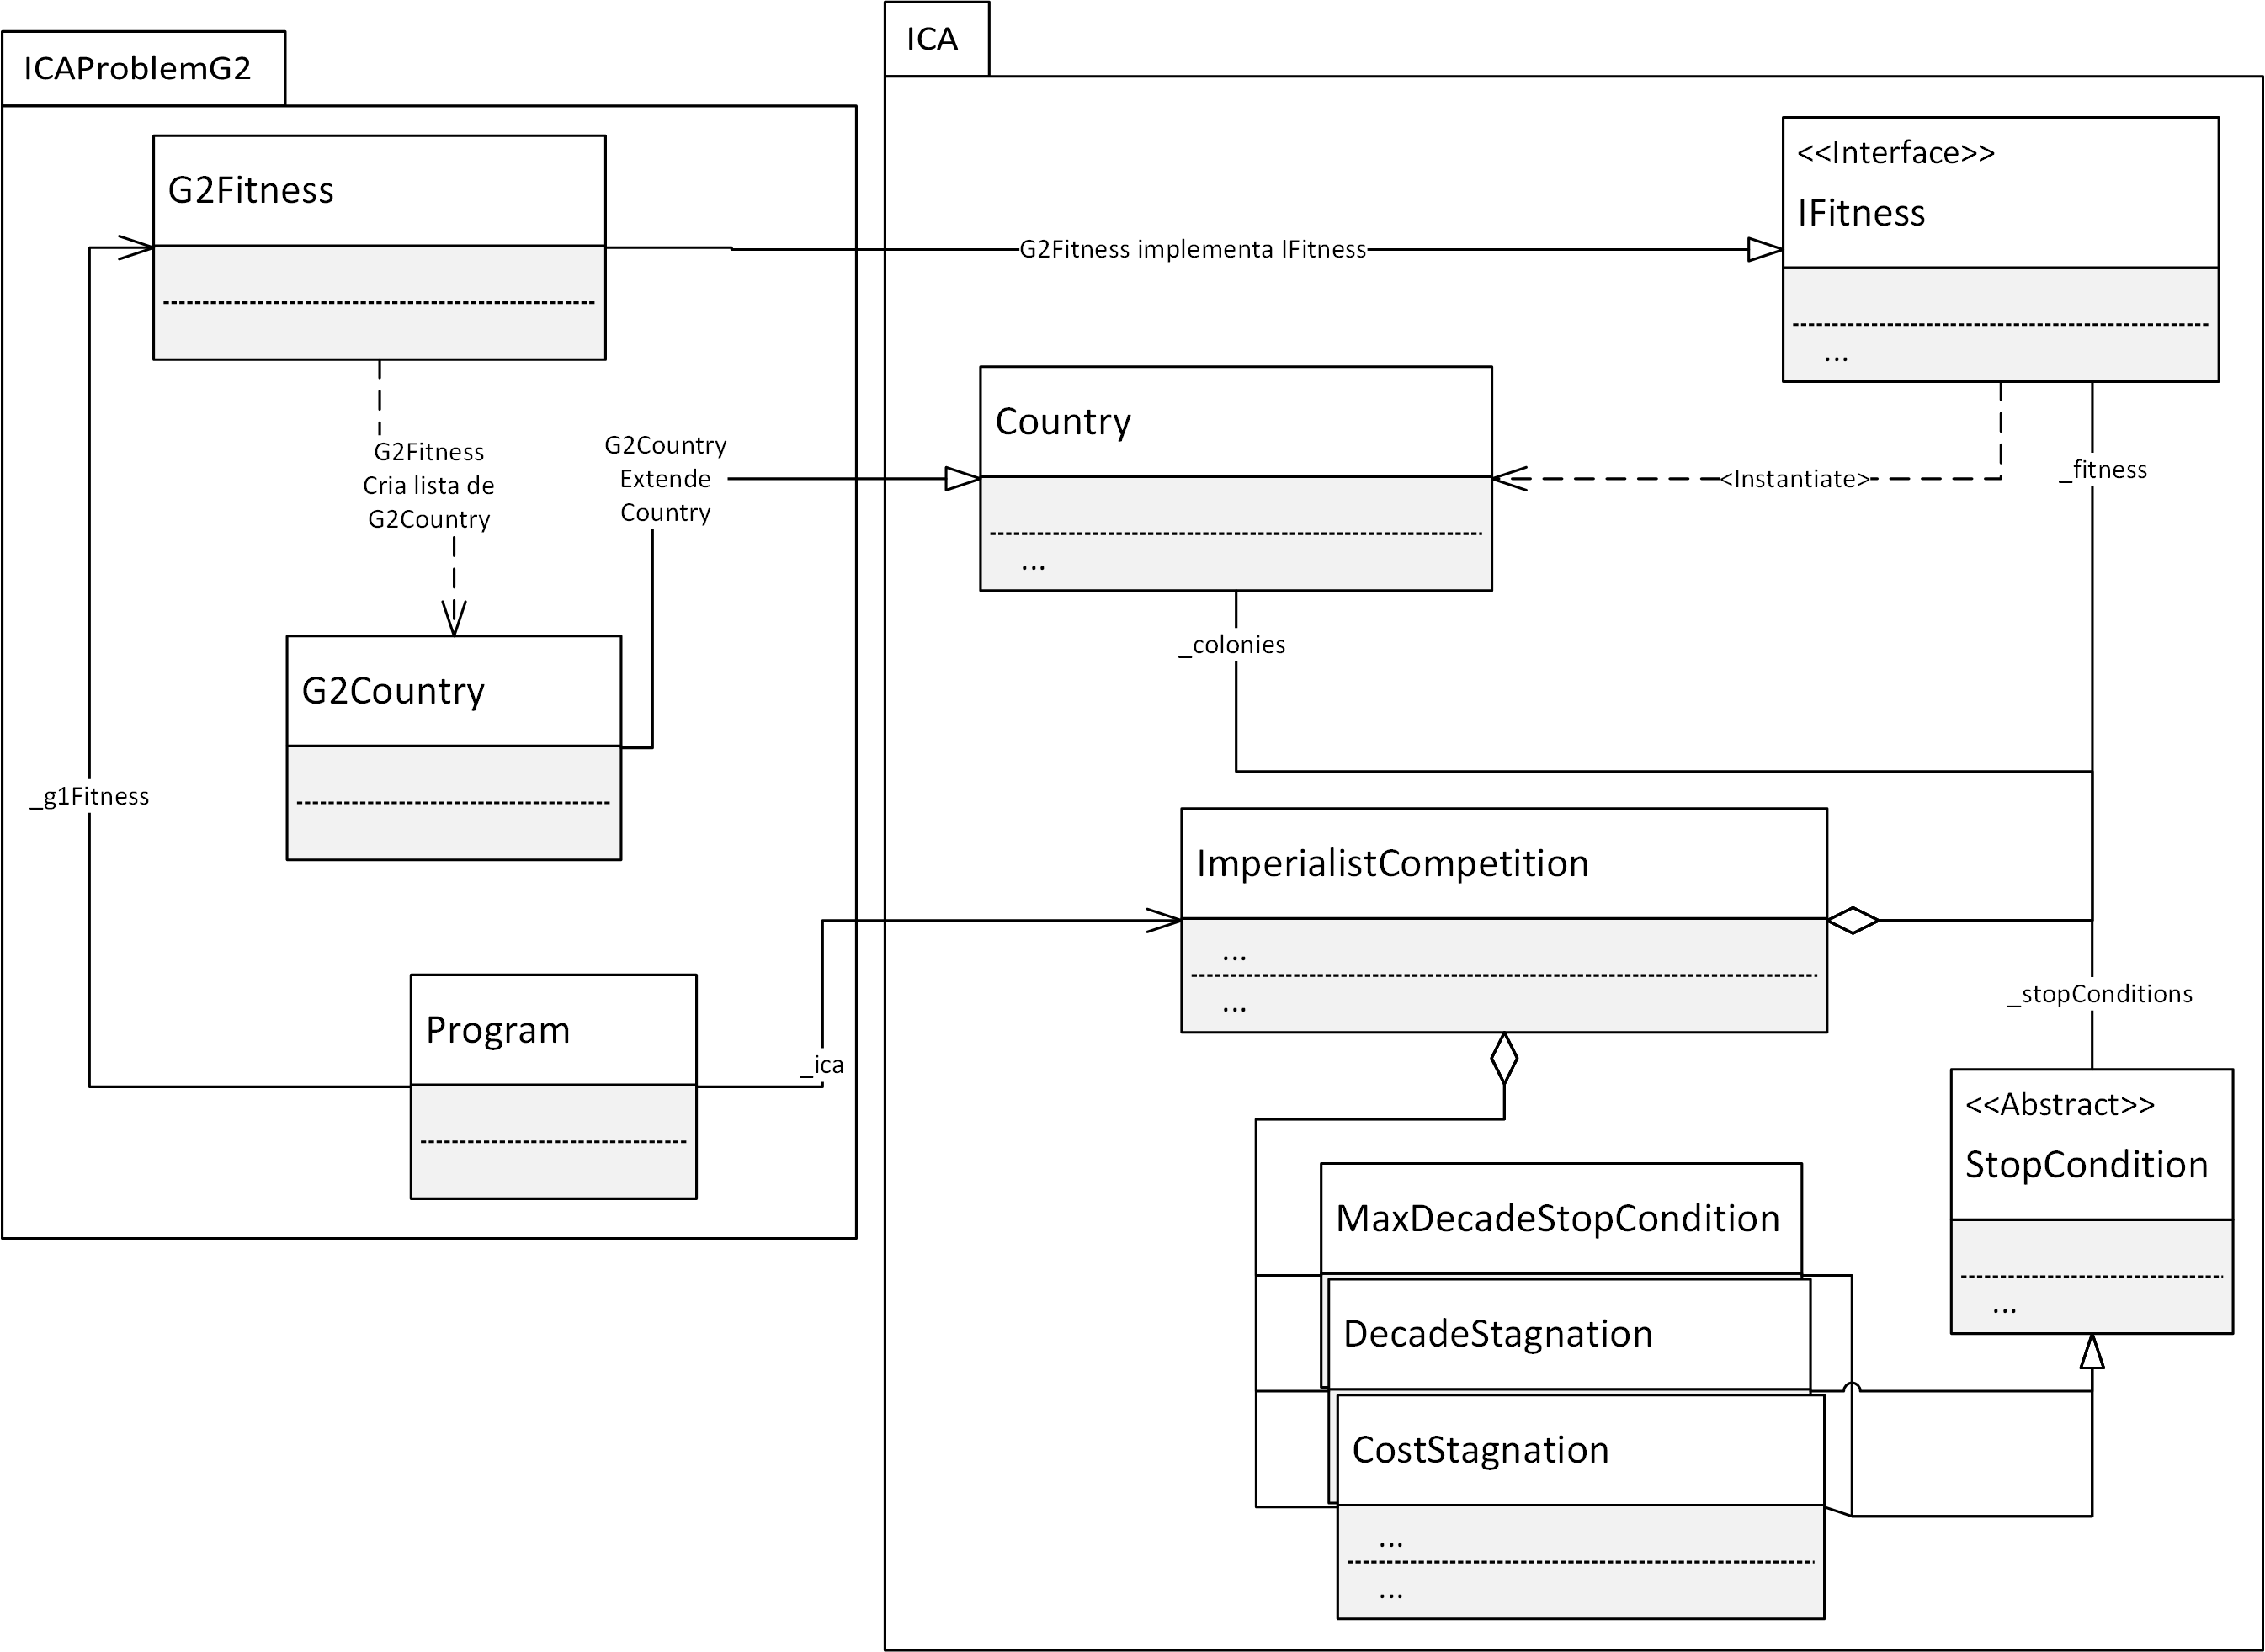 ICAProblemG2
ICA
G2Fitness
<<Interface>>
IFitness
...
G2Fitness implementa IFitness
Country
...
G2Fitness
Cria lista de
G2Country
G2Country
Extende
Country
<Instantiate>
_fitness
_colonies
G2Country
_g1Fitness
ImperialistCompetition
...
...
Program
_ica
_stopConditions
<<Abstract>>
StopCondition
...
MaxDecadeStopCondition
DecadeStagnation
CostStagnation
...
...